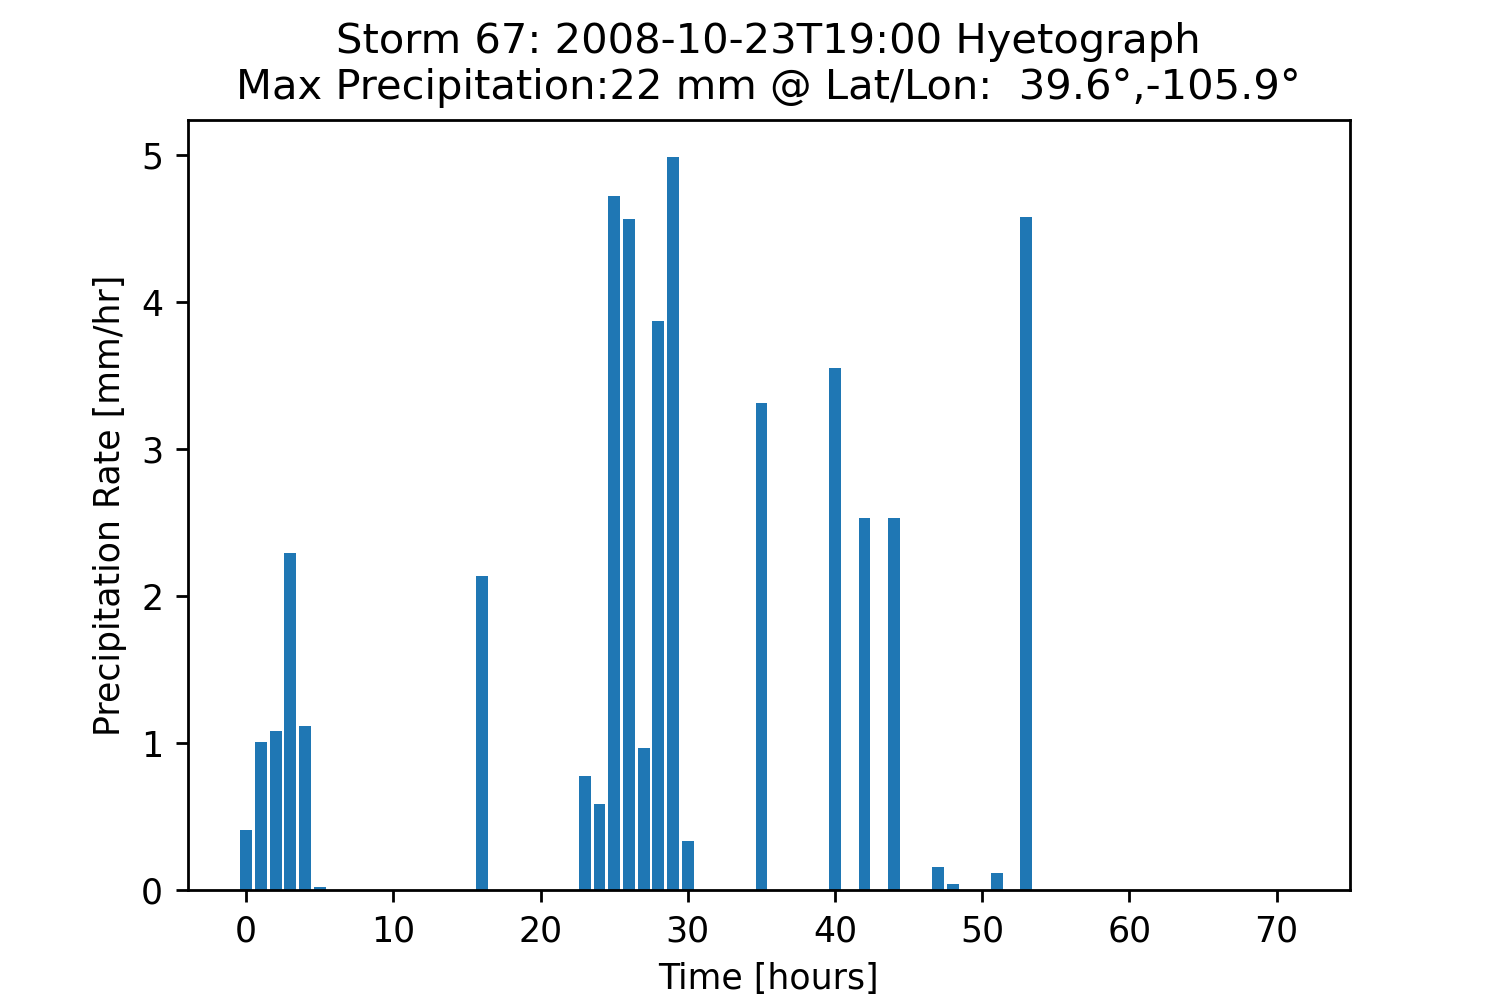 Storm 67: 2008-10-23T19:00 Hyetograph
Max Precipitation:22 mm @ Lat/Lon:  39.6°,-105.9°
5
4
3
2
1
0
Precipitation Rate [mm/hr]
0 10 20 30 40 50 60 70
Time [hours]